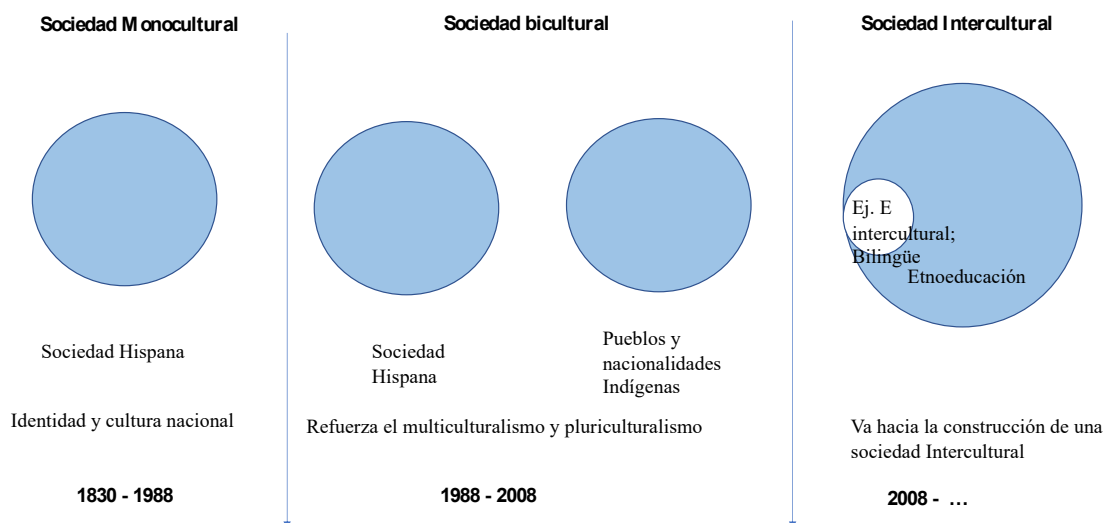 Sociedad Monocultural
Sociedad Hispana
Identidad y cultura nacional
1830 - 1988
Sociedad bicultural
Sociedad
Hispana
Pueblos y
nacionalidades
Indígenas
Refuerza el multiculturalismo y pluriculturalismo
1988 - 2008
Sociedad Intercultural
Ej. E
intercultural;
Bilingüe
Etnoeducación
Va hacia la construcción de una
sociedad Intercultural
2008 - ...